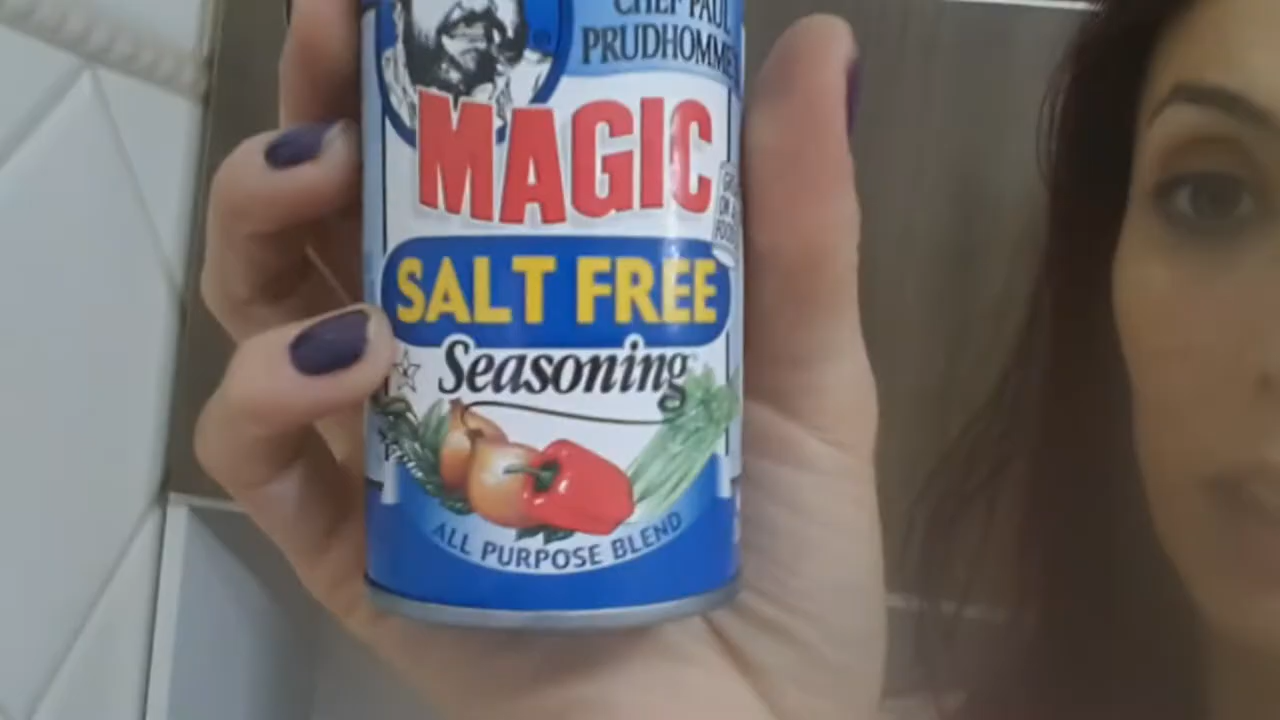 CHEF PAUL
PRUDHOMME
MAGIC
SALT FREE
Seasoning
ALL PURPOSE BLEND